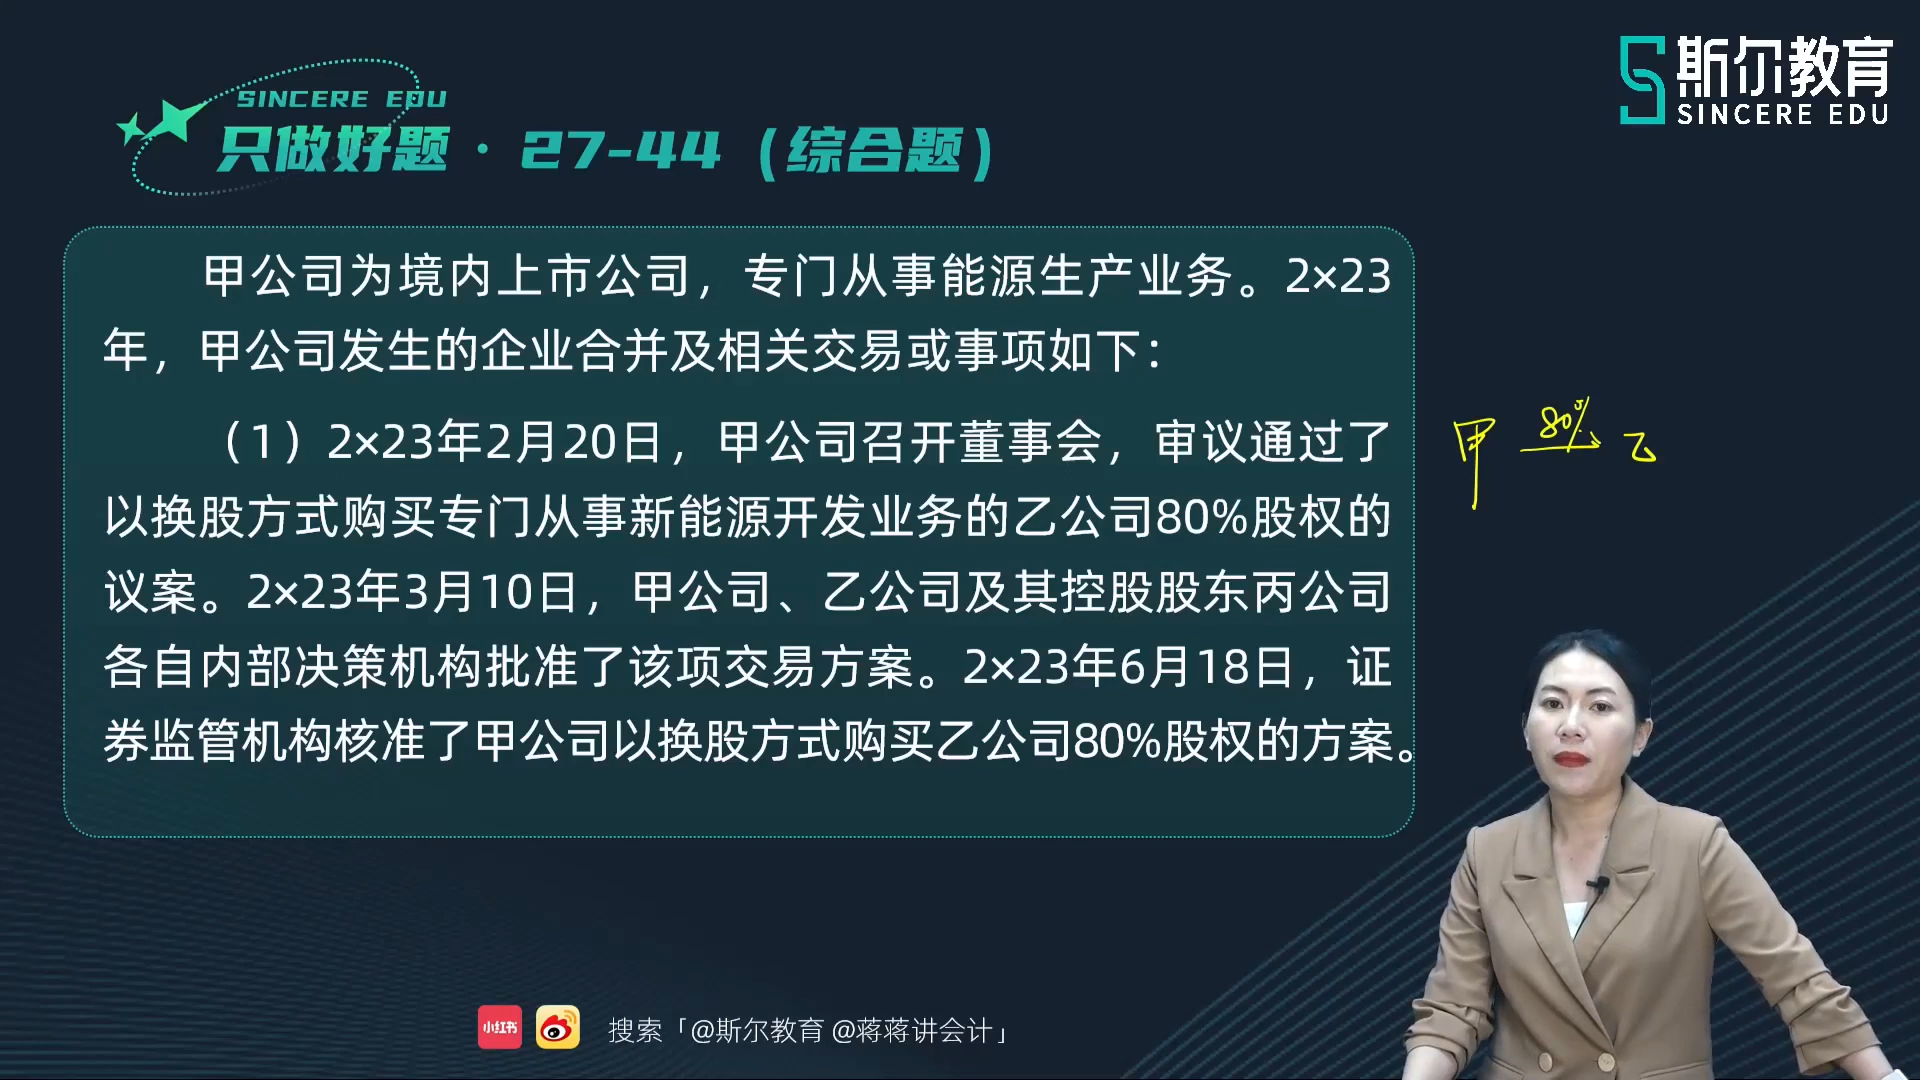 SINCERE EDU
只做好题·27-44（综合题）
斯尔教育
SINCERE EDU
甲公司为境内上市公司，专门从事能源生产业务。2×23
年，甲公司发生的企业合并及相关交易或事项如下：
（1）2×23年2月20日，甲公司召开董事会，审议通过了
以换股方式购买专门从事新能源开发业务的乙公司80%股权的
议案。2×23年3月10日，甲公司、乙公司及其控股股东丙公司
各自内部决策机构批准了该项交易方案。2×23年6月18日，证
券监管机构核准了甲公司以换股方式购买乙公司80%股权的方案。
甲 80% 乙
小红书
搜索「@斯尔教育 @蒋蒋讲会计」